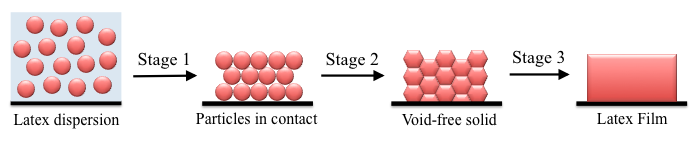 Stage 1
Stage 2
Stage 3
Latex dispersion
Particles in contact
Void-free solid
Latex Film